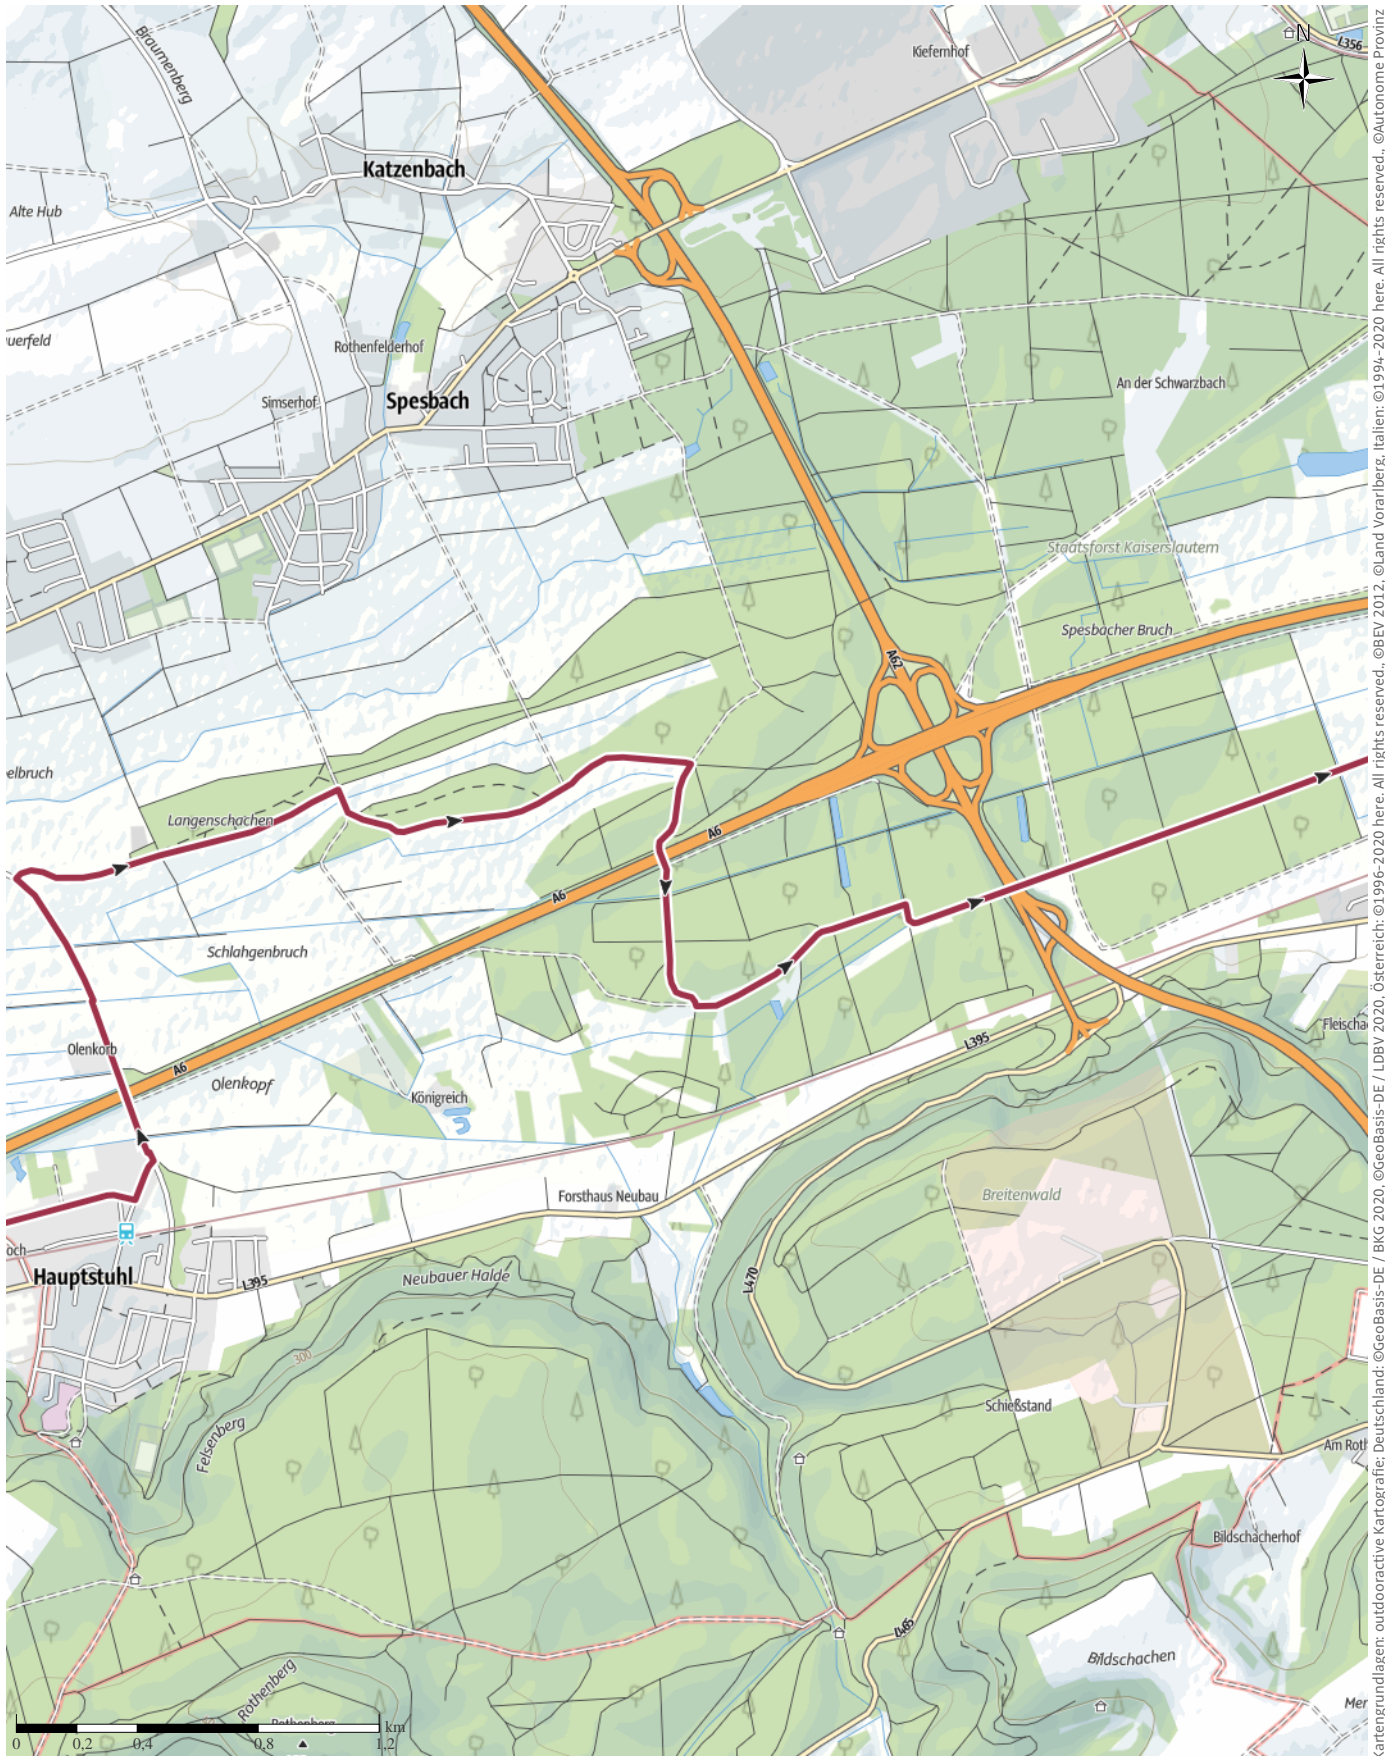 Braumenberg
Kiefernhof
N
L356
Katzenbach
Alte Hub
uerfeld
Rothenfelderhof
Simserhof
Spesbach
An der Schwarzbach
Staatsforst Kaiserslautern
Spesbacher Bruch
A62
elbruch
Langenschachen
A6
A6
Schlahgenbruch
Olenkorb
A6
Olenkopf
Königreich
L395
Fleischa
Forsthaus Neubau
Breitenwald
och
Hauptstuhl
L395
Neubauer Halde
L470
300
Schießstand
Felsenberg
Am Roth
Bildschacherhof
L465
Bildschachen
Rothenberg
Rothenberg
Mer
km
0
0,2
0,4
0,8
1,2
artengrundlagen: outdooractive Kartografie; Deutschland: ©GeoBasis-DE / BKG 2020, ©GeoBasis-DE / LDBV 2020, Österreich: ©1996-2020 here. All rights reserved., ©BEV 2012, ©Land Vorarlberg, Italien: ©1994-2020 here. All rights reserved., ©Autonome Provinz